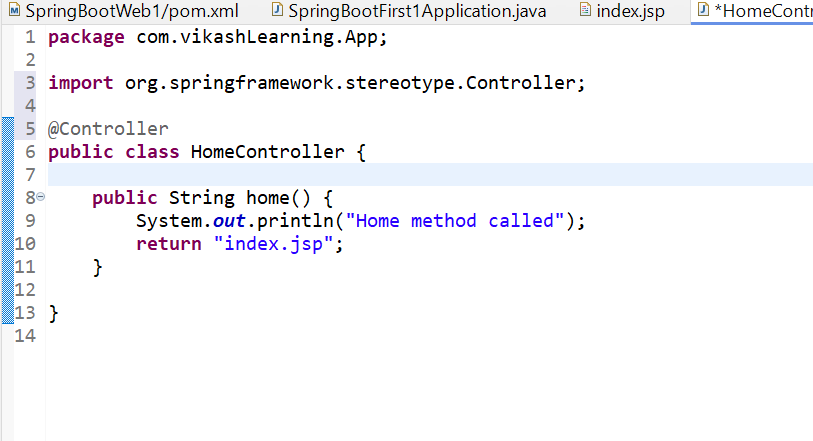 SpringBootWeb1/pom.xml SpringBootFirst1Application.java index.jsp *HomeContr
1 package com.vikashLearning.App;
2
3 import org.springframework.stereotype.Controller;
4
5 @Controller
6 public class HomeController {
7
8 public String home() {
9 System.out.println("Home method called");
10 return "index.jsp";
11 }
12
13 }
14